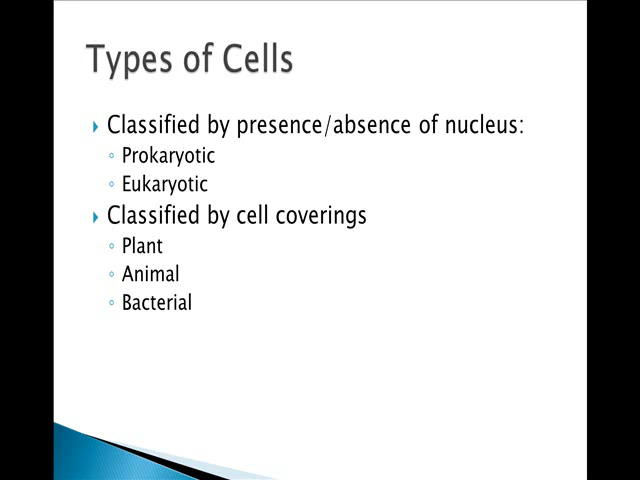 Types of Cells
Classified by presence/absence of nucleus:
Prokaryotic
Eukaryotic
Classified by cell coverings
Plant
Animal
Bacterial